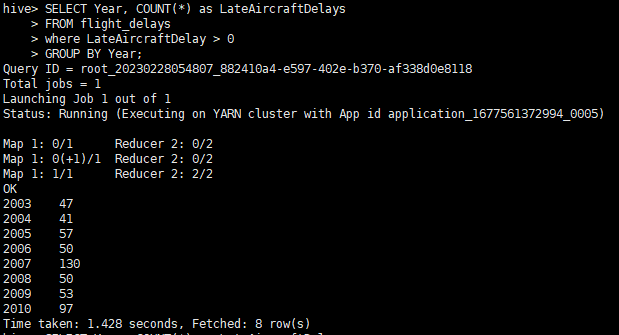 hive> SELECT Year, COUNT(*) as LateAircraftDelays
    > FROM flight_delays
    > where LateAircraftDelay > 0
    > GROUP BY Year;
Query ID = root_20230228054807_882410a4-e597-402e-b370-af338d0e8118
Total jobs = 1
Launching Job 1 out of 1
Status: Running (Executing on YARN cluster with App id application_1677561372994_0005)

Map 1: 0/1      Reducer 2: 0/2
Map 1: 0(+1)/1  Reducer 2: 0/2
Map 1: 1/1      Reducer 2: 2/2
OK
2003    47
2004    41
2005    57
2006    50
2007    130
2008    50
2009    53
2010    97
Time taken: 1.428 seconds, Fetched: 8 row(s)